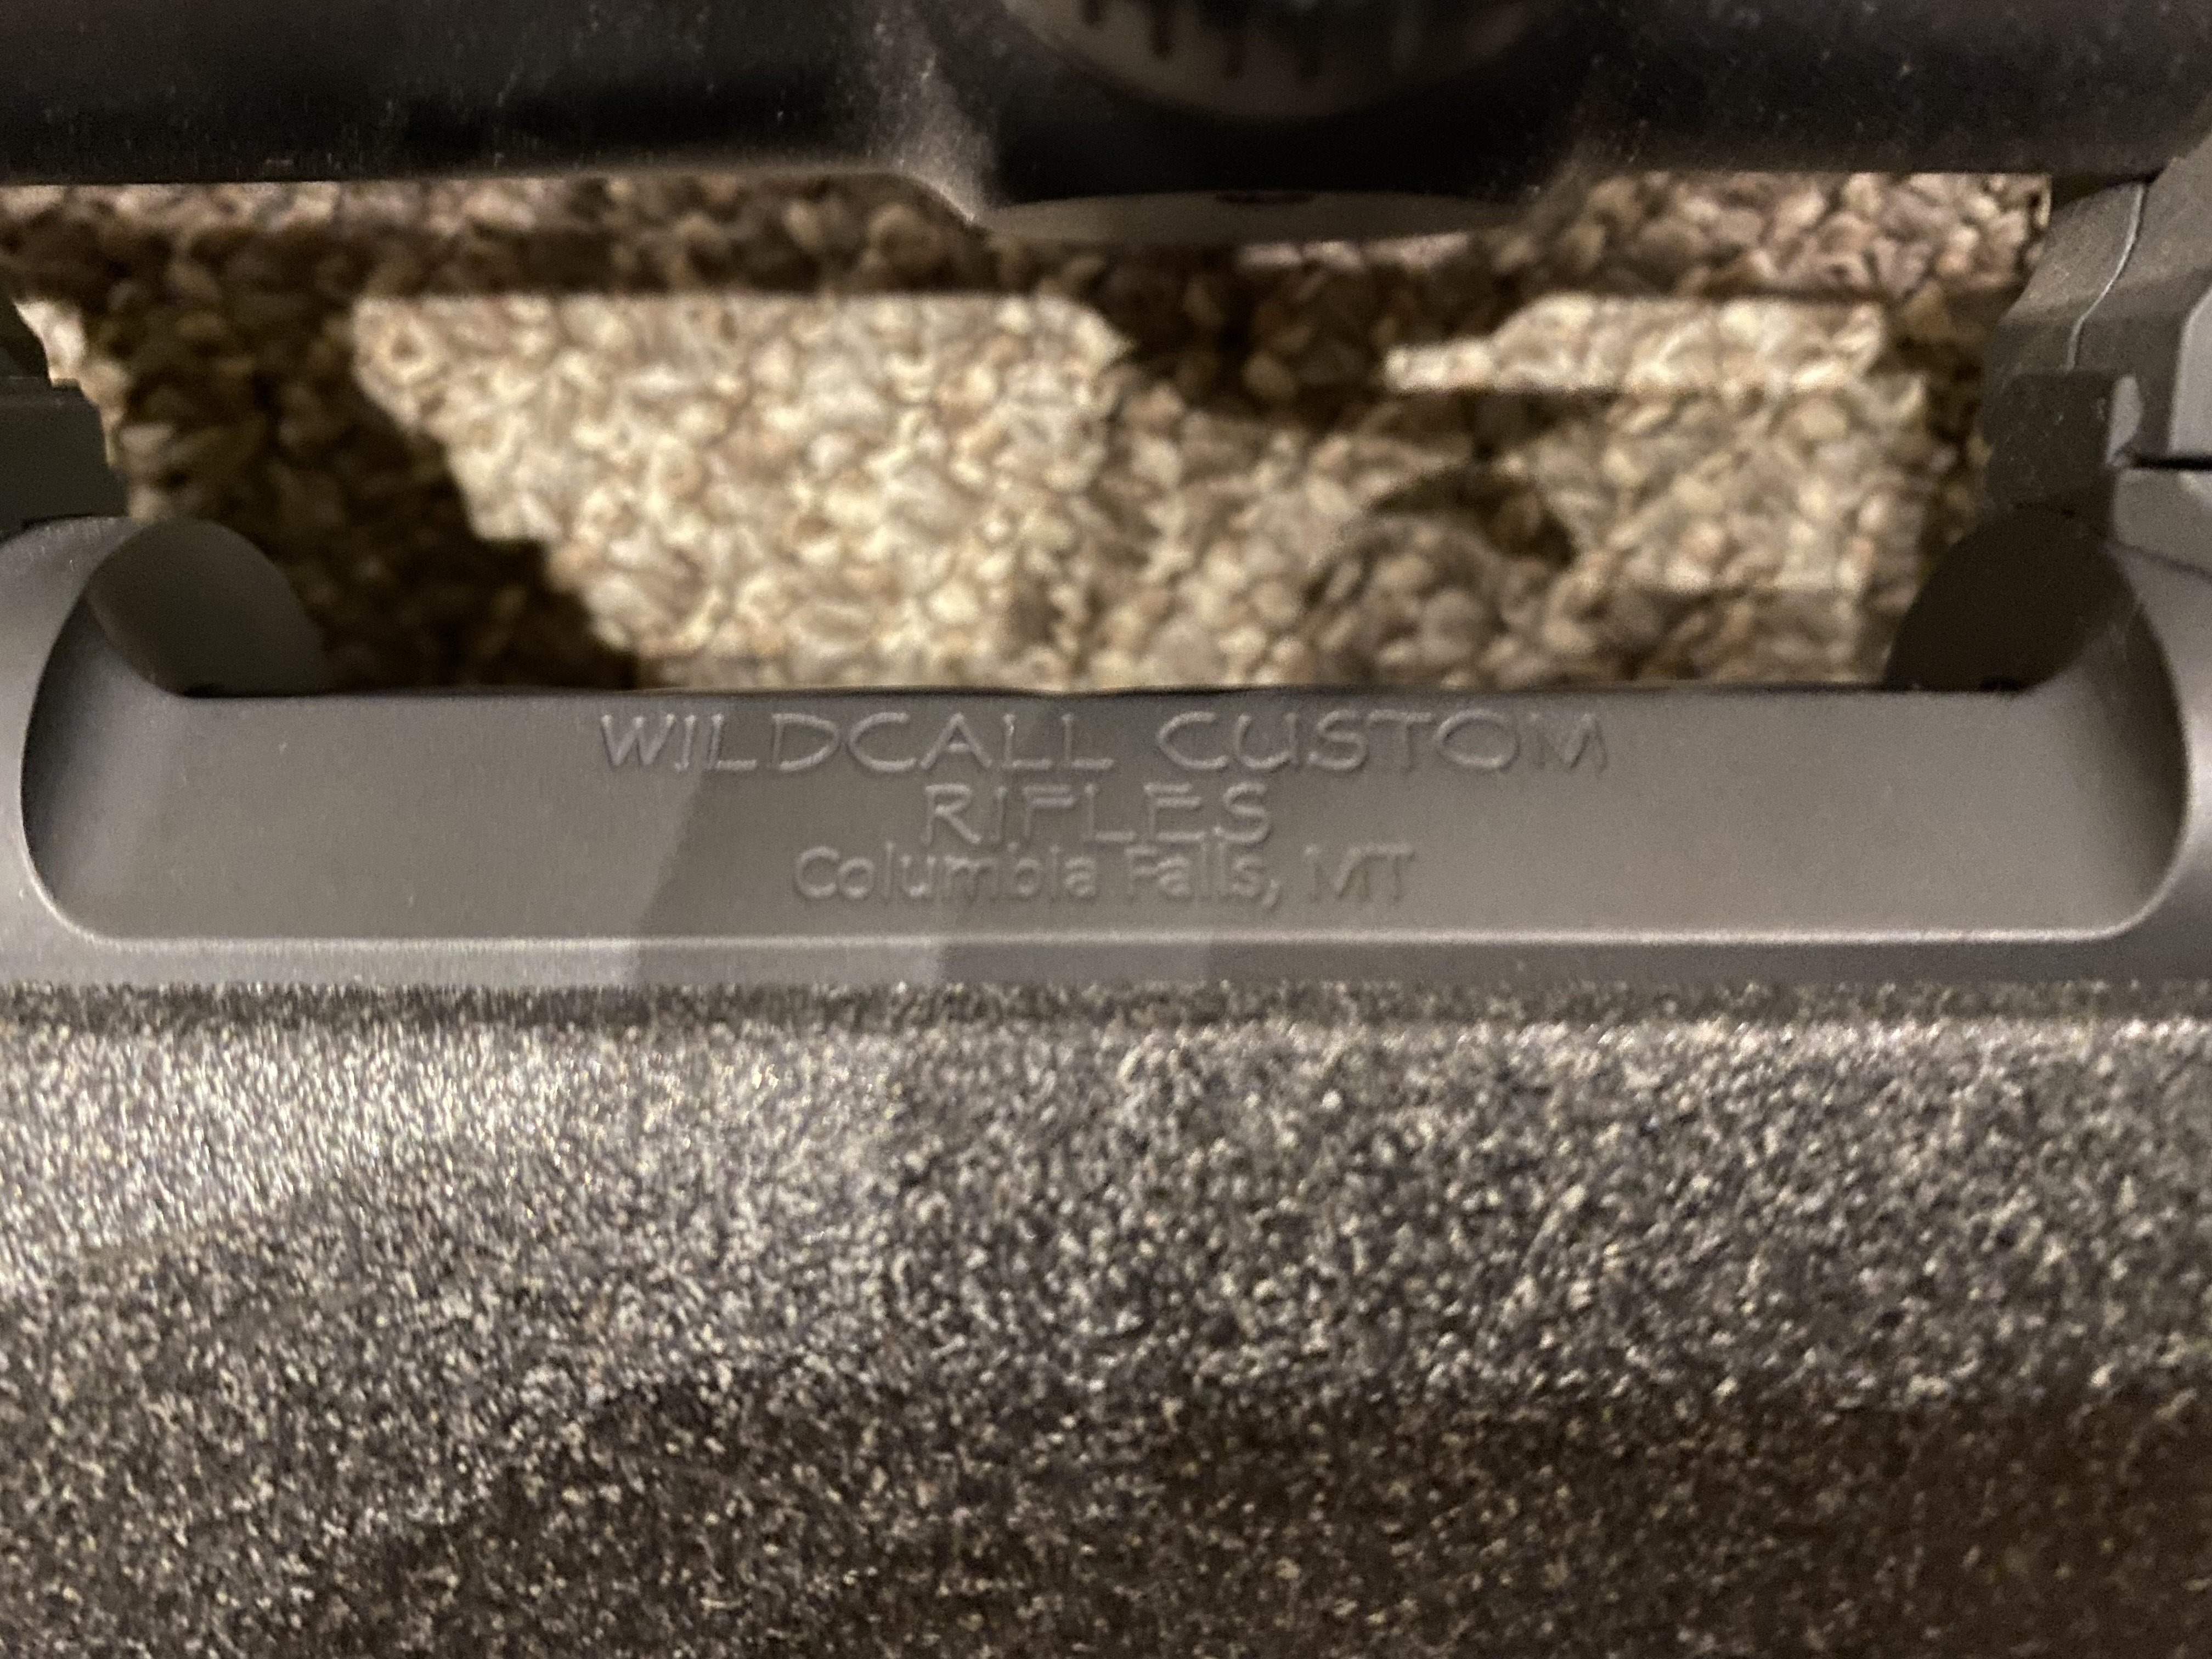 WILDCALL CUSTOM
RIFLES
Columbia Falls, MT